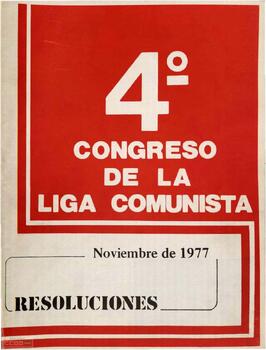 4º
CONGRESO
DE LA
LIGA COMUNISTA
Noviembre de 1977
RESOLUCIONES